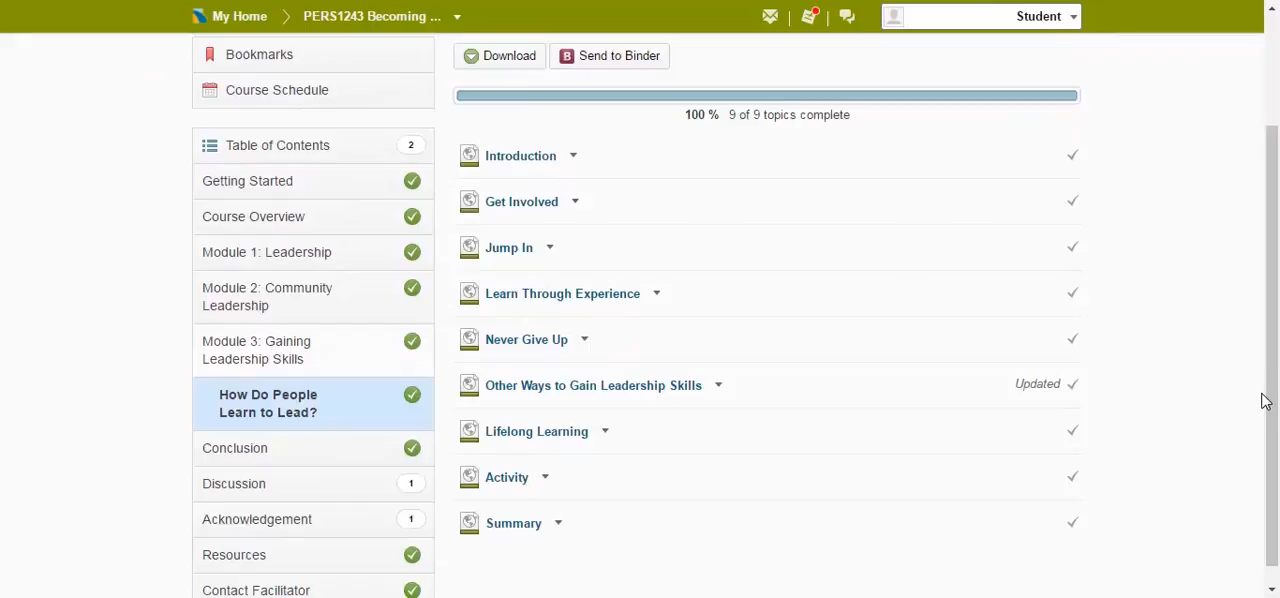 My Home PERS1243 Becoming ... Student
Bookmarks
Course Schedule
Table of Contents 2
Getting Started
Course Overview
Module 1: Leadership
Module 2: Community
Leadership
Module 3: Gaining
Leadership Skills
How Do People
Learn to Lead?
Conclusion
Discussion 1
Acknowledgement 1
Resources
Contact Facilitator
Download B Send to Binder
100 % 9 of 9 topics complete
Introduction
Get Involved
Jump In
Learn Through Experience
Never Give Up
Other Ways to Gain Leadership Skills Updated
Lifelong Learning
Activity
Summary